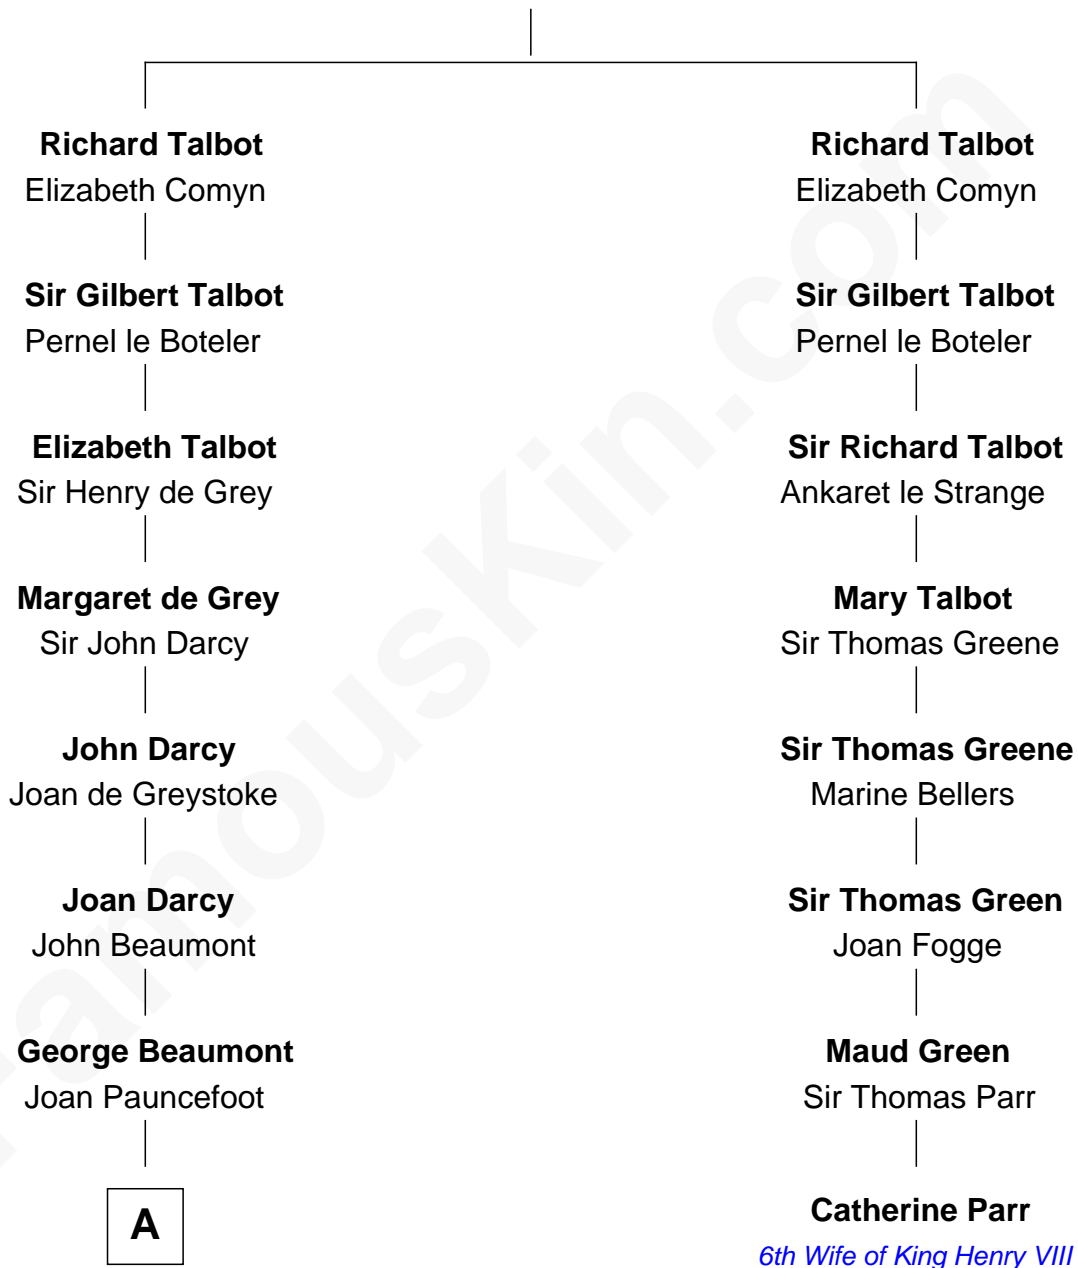 Richard Talbot
Elizabeth Comyn
Sir Gilbert Talbot
Pernel le Boteler
Elizabeth Talbot
Sir Henry de Grey
Margaret de Grey
Sir John Darcy
John Darcy
Joan de Greystoke
Joan Darcy
John Beaumont
George Beaumont
Joan Pauncefoot
A
Richard Talbot
Elizabeth Comyn
Sir Gilbert Talbot
Pernel le Boteler
Sir Richard Talbot
Ankaret le Strange
Mary Talbot
Sir Thomas Greene
Sir Thomas Greene
Marine Bellers
Sir Thomas Green
Joan Fogge
Maud Green
Sir Thomas Parr
Catherine Parr
6th Wife of King Henry VIII
FamousKin.com